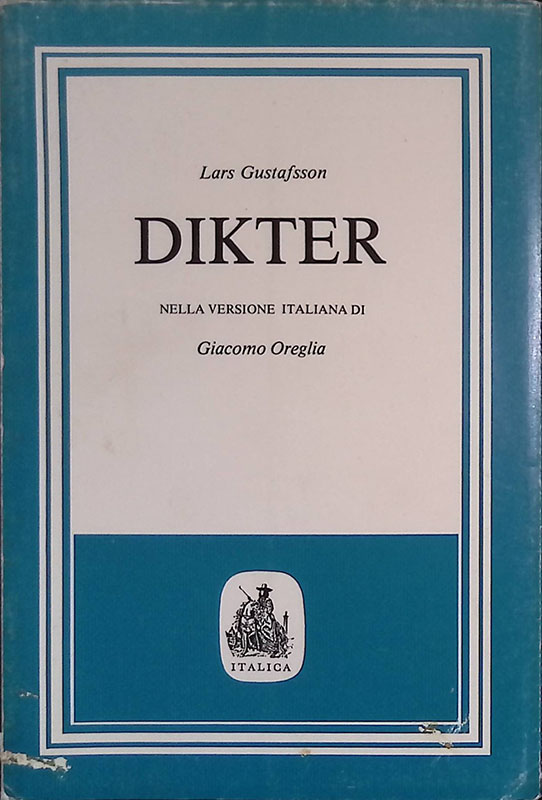 Lars Gustafsson
DIKTER
NELLA VERSIONE ITALIANA DI
Giacomo Oreglia
ITALICA